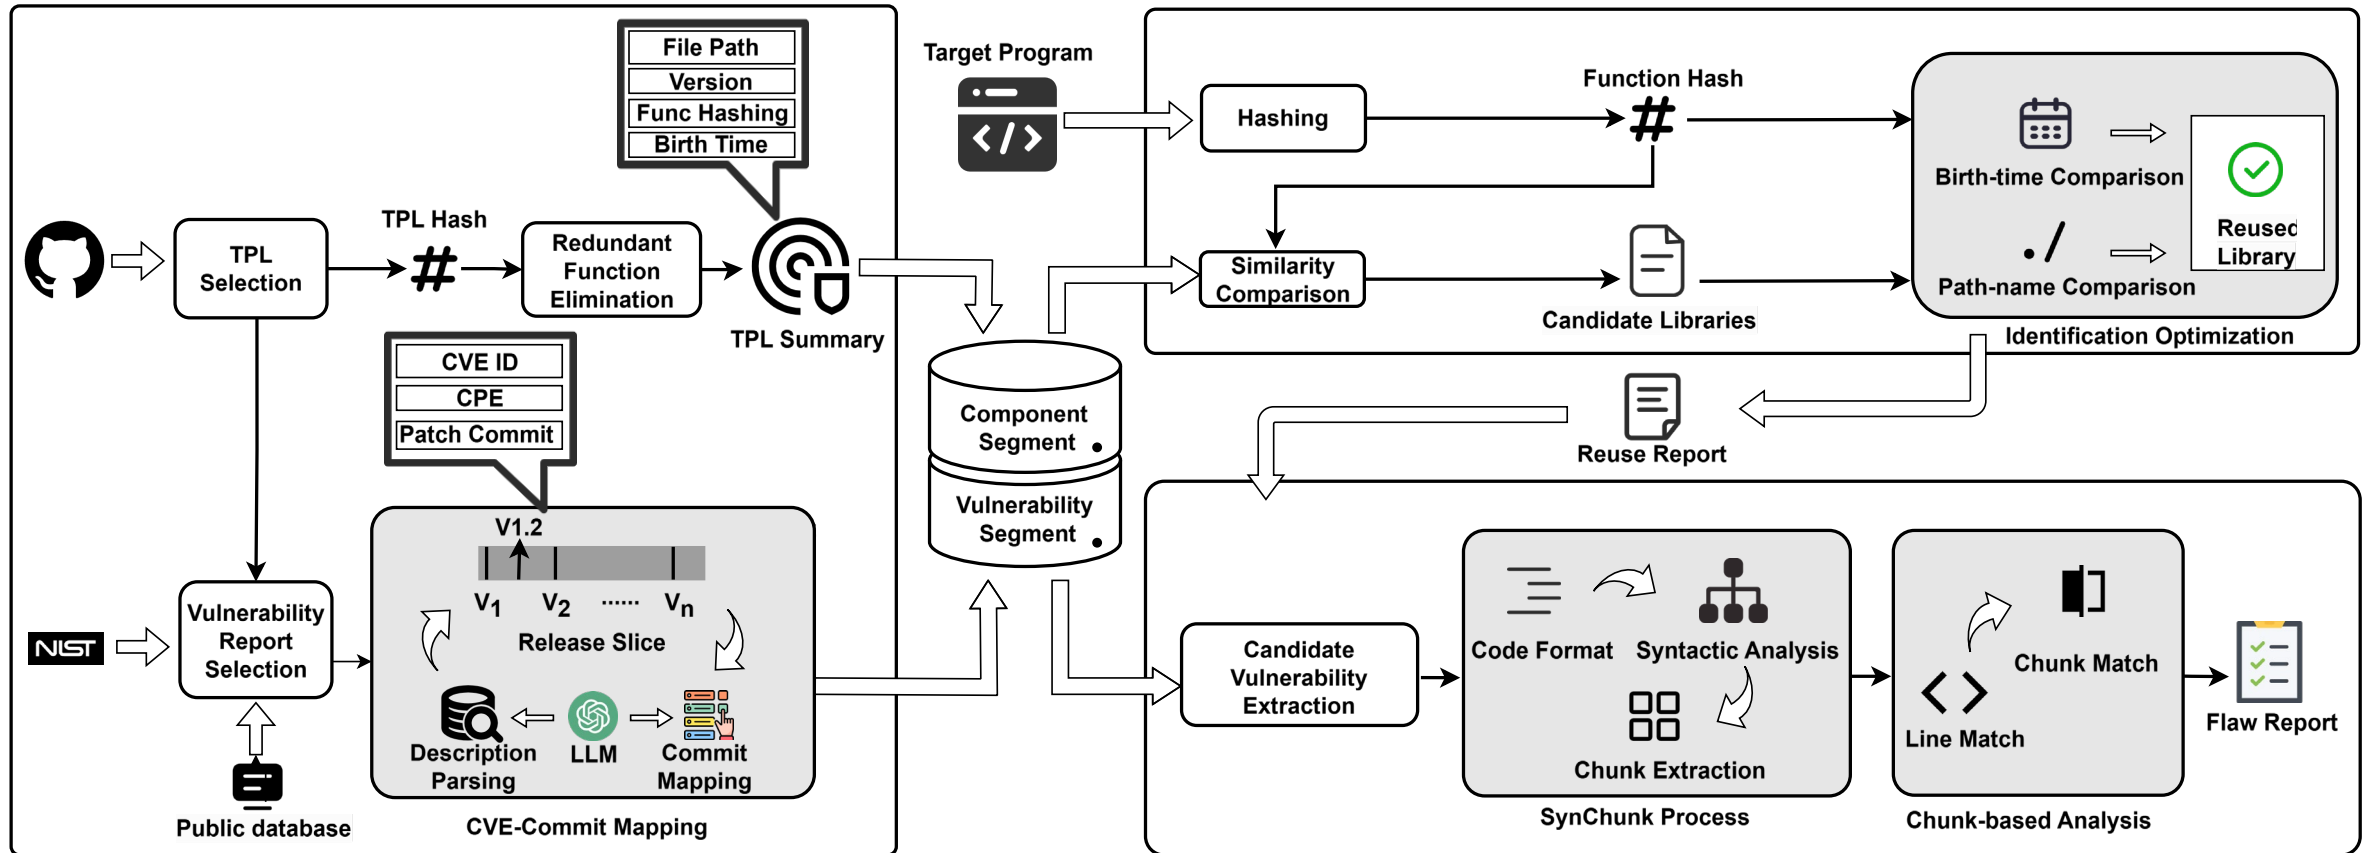 File Path
Version
Func Hashing
Birth Time
TPL
Selection
TPL Hash
#
Redundant
Function
Elimination
TPL Summary
CVE ID
CPE
Patch Commit
NIST
Vulnerability
Report
Selection
Public database
V1.2
V1
V2
......
Vn
Release Slice
Description
Parsing
LLM
Commit
Mapping
CVE-Commit Mapping
Target Program
</>
Component
Segment
Vulnerability
Segment
Hashing
Function Hash
#
Similarity
Comparison
Candidate Libraries
Birth-time Comparison
./
Path-name Comparison
Reused
Library
Identification Optimization
Reuse Report
Candidate
Vulnerability
Extraction
Code Format
Syntactic Analysis
Chunk Extraction
SynChunk Process
Line Match
Chunk Match
Chunk-based Analysis
Flaw Report